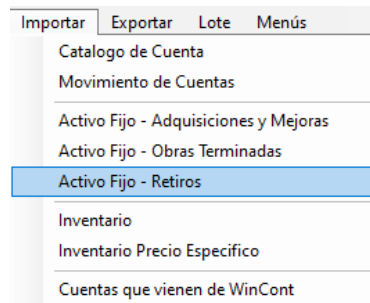 Importar Exportar Lote Menús
Catalogo de Cuenta
Movimiento de Cuentas
Activo Fijo - Adquisiciones y Mejoras
Activo Fijo - Obras Terminadas
Activo Fijo - Retiros
Inventario
Inventario Precio Especifico
Cuentas que vienen de WinCont